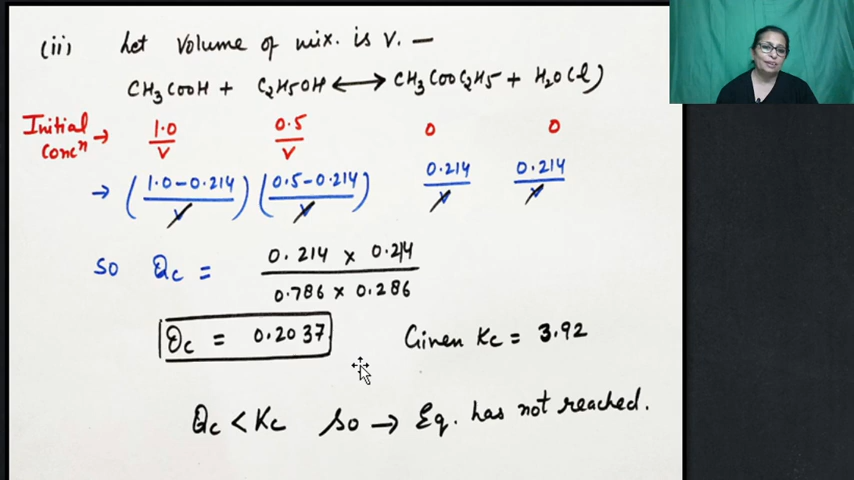 (ii) Let Volume of mix. is V. —
CH3COOH + C2H5OH ⟷ CH3COOC2H5 + H2O(l)
Initial Concⁿ → 1.0/V 0.5/V 0 0
→ (1.0-0.214/V) (0.5-0.214/V) 0.214/V 0.214/V
So Qc = 0.214 × 0.214 / 0.786 × 0.286
Qc = 0.2037 Given Kc = 3.92
Qc < Kc So → Eq. has not reached.